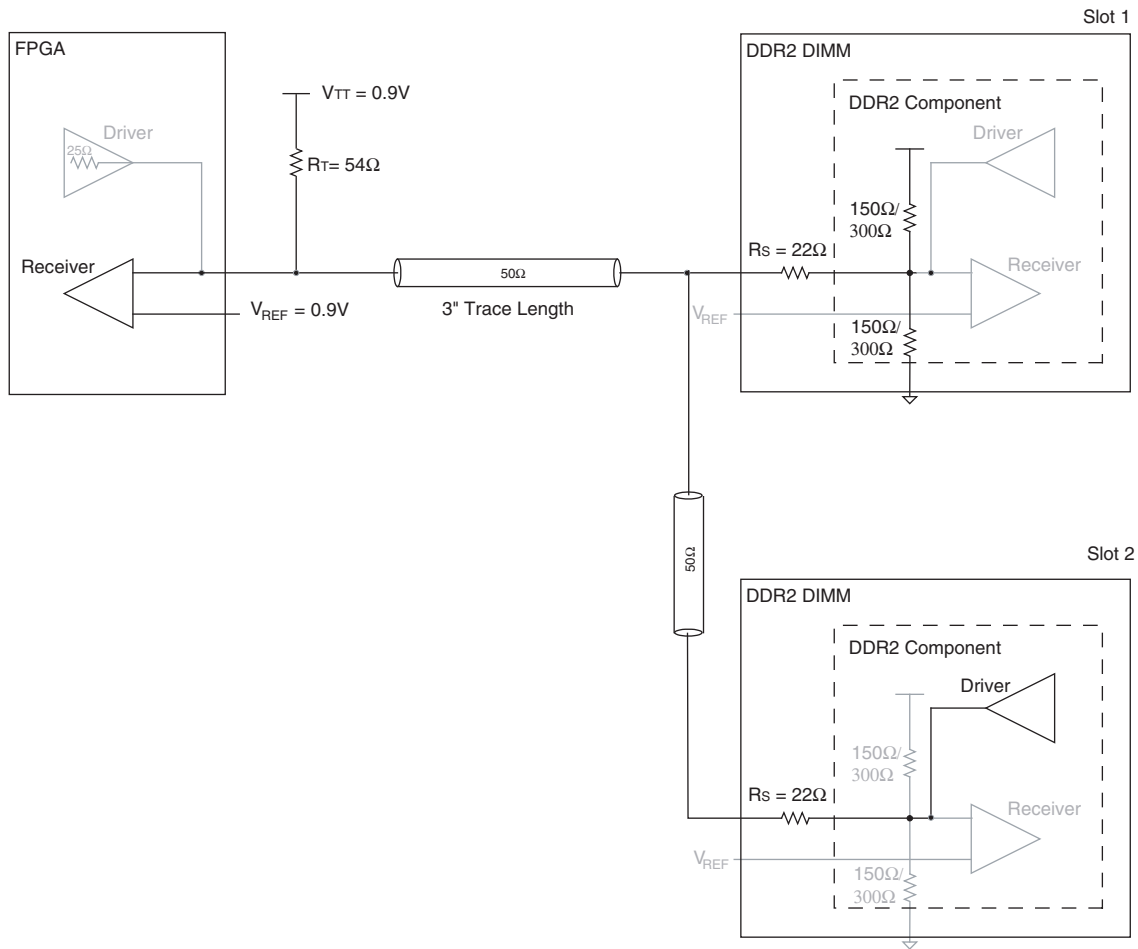 Slot 1
FPGA
DDR2 DIMM
VTT = 0.9V
DDR2 Component
Driver
25Ω
Driver
RT= 54Ω
150Ω/
300Ω
Receiver
RS = 22Ω
Receiver
50Ω
VREF = 0.9V
3" Trace Length
VREF
150Ω/
300Ω
50Ω
Slot 2
DDR2 DIMM
DDR2 Component
Driver
150Ω/
300Ω
RS = 22Ω
Receiver
VREF
150Ω/
300Ω